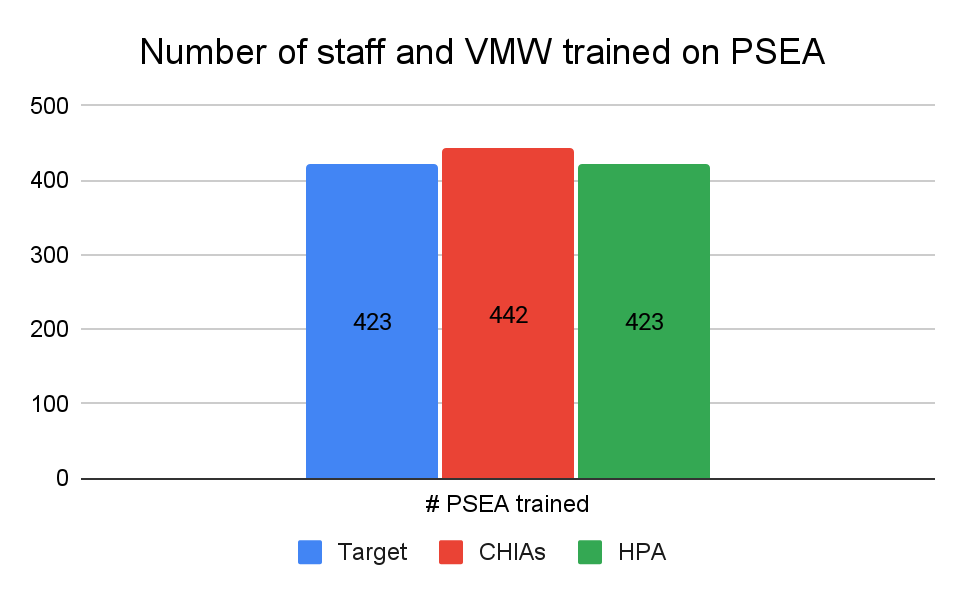 Number of staff and VMW trained on PSEA
500
400
300
200
100
0
423
442
423
# PSEA trained
Target
CHIAs
HPA